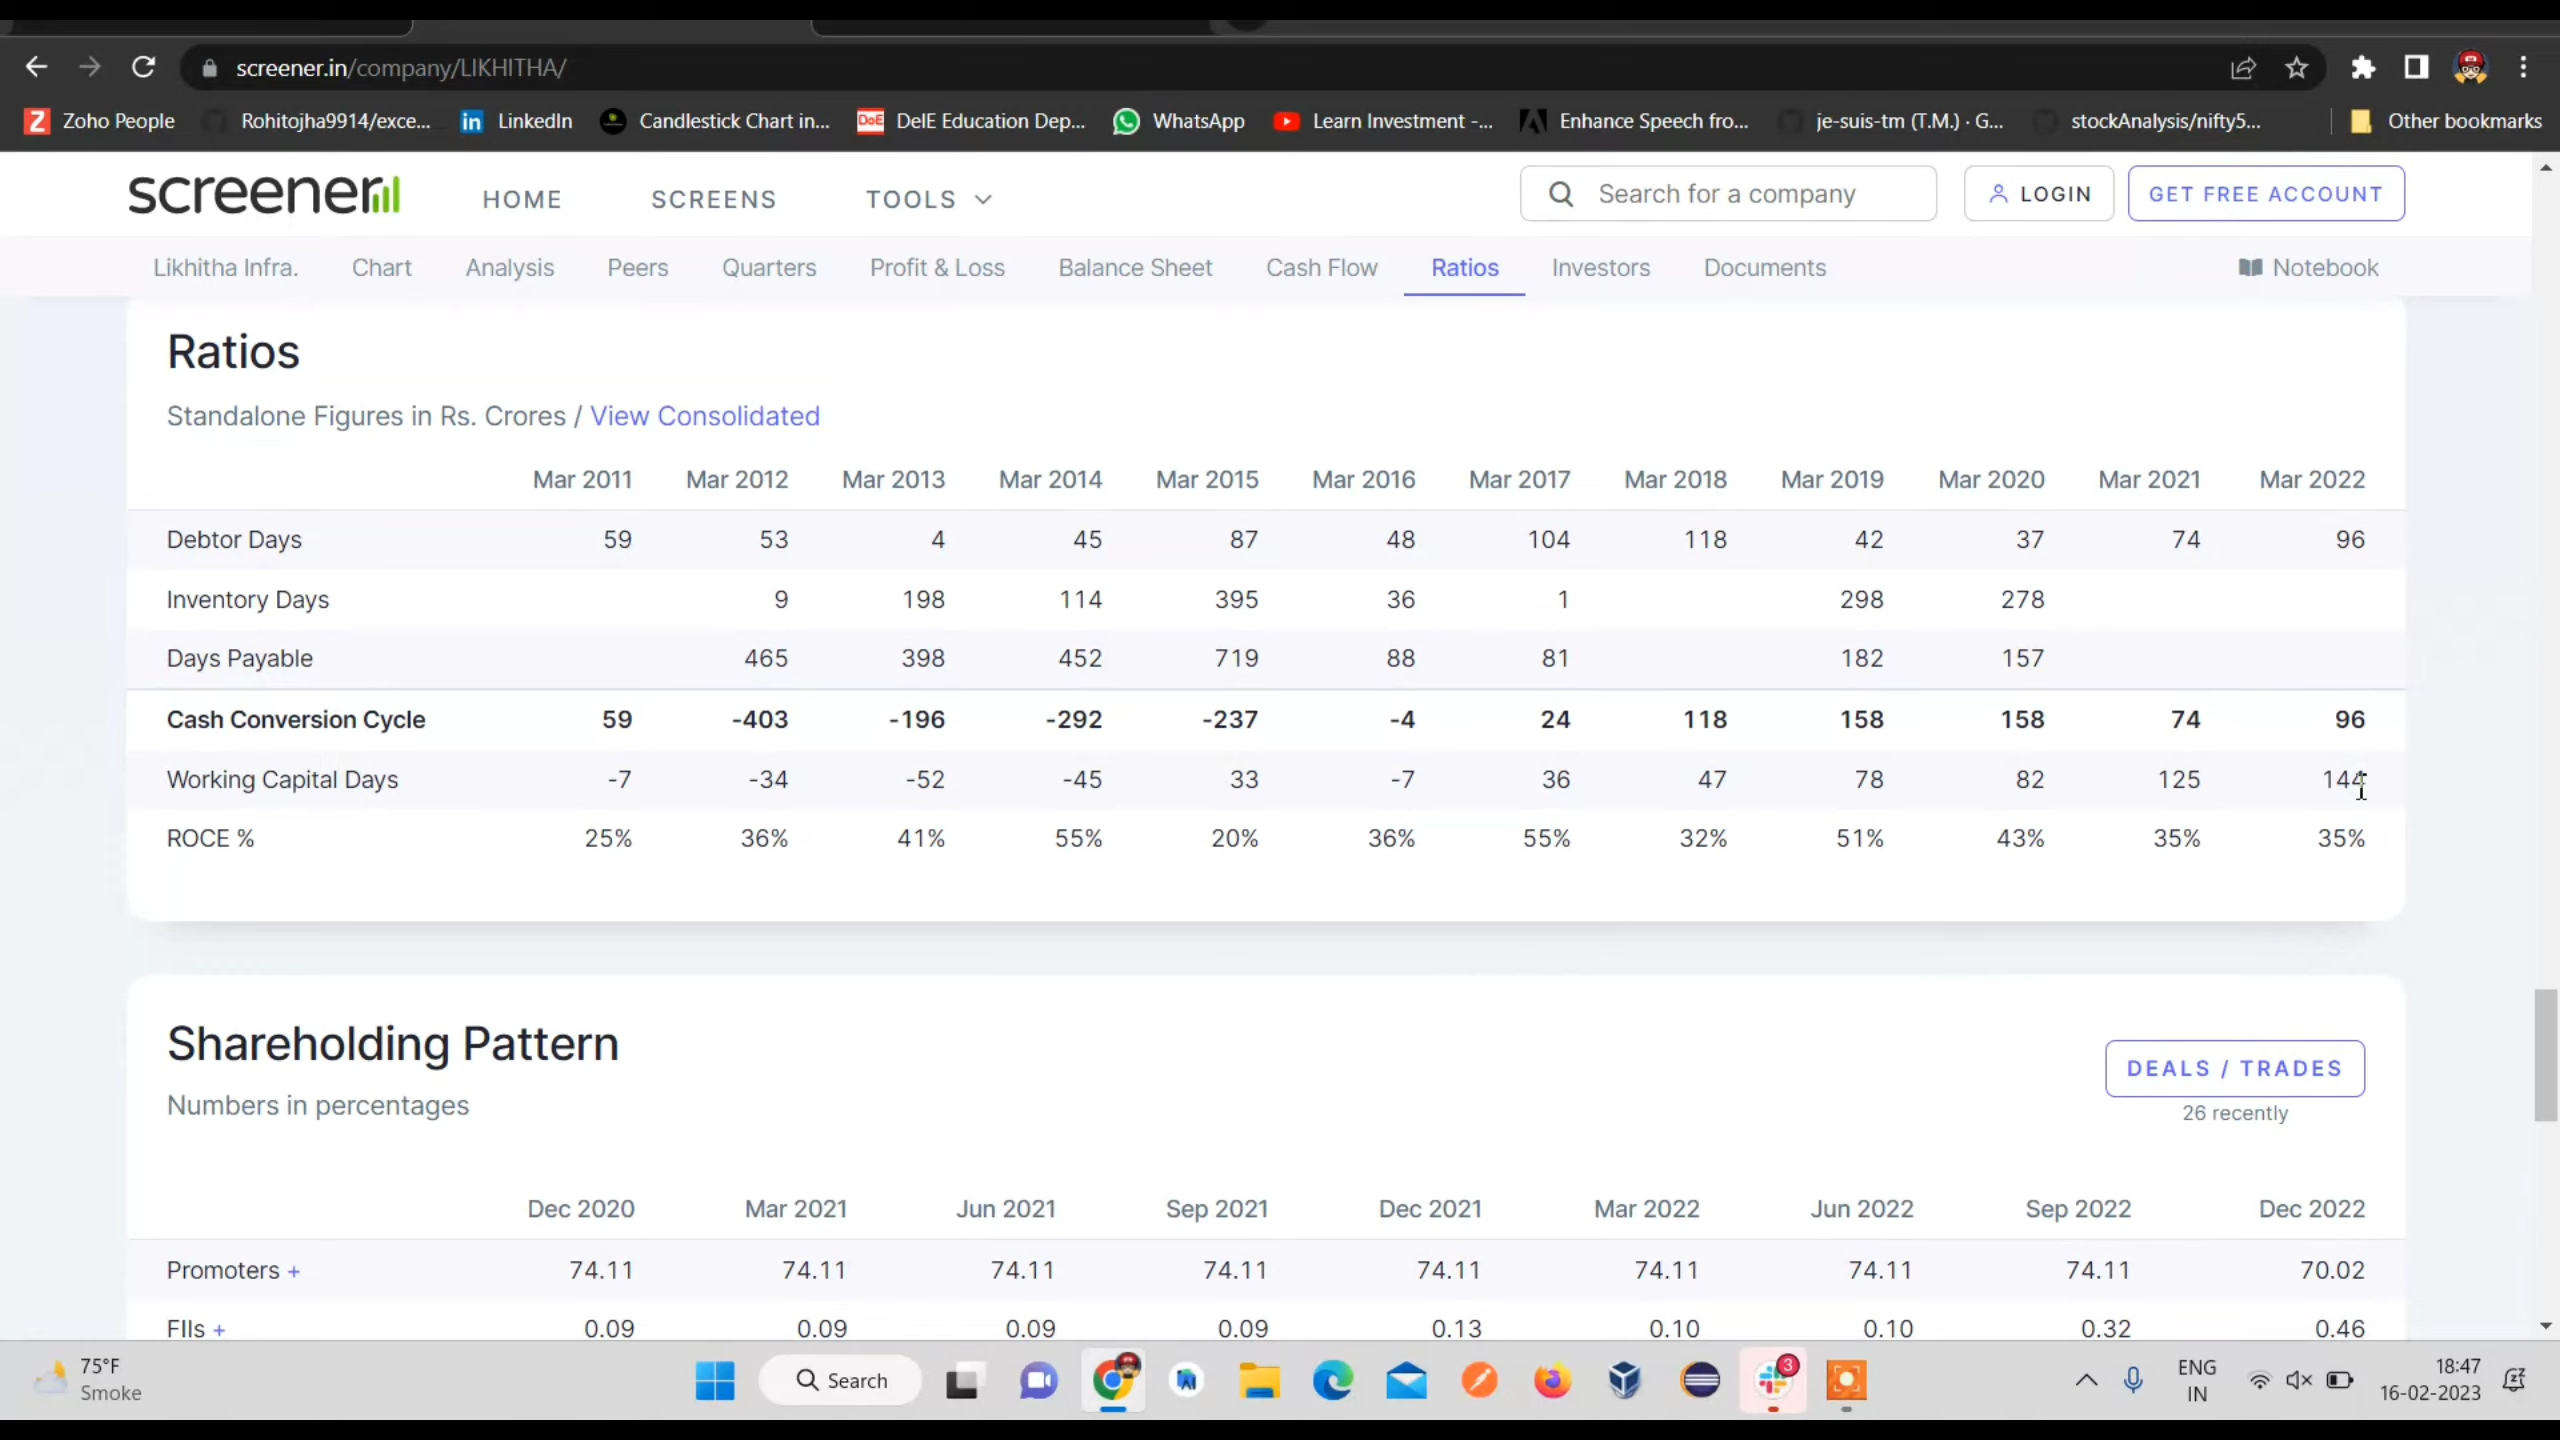 screener.in/company/LIKHITHA/
Zoho People Rohitojha9914/exce... LinkedIn Candlestick Chart in... DelE Education Dep... WhatsApp Learn Investment -... Enhance Speech fro... je-suis-tm (T.M.) · G... stockAnalysis/nifty5... Other bookmarks
screener HOME SCREENS TOOLS Search for a company LOGIN GET FREE ACCOUNT
Likhitha Infra. Chart Analysis Peers Quarters Profit & Loss Balance Sheet Cash Flow Ratios Investors Documents Notebook
Ratios
Standalone Figures in Rs. Crores / View Consolidated
Mar 2011 Mar 2012 Mar 2013 Mar 2014 Mar 2015 Mar 2016 Mar 2017 Mar 2018 Mar 2019 Mar 2020 Mar 2021 Mar 2022
Debtor Days 59 53 4 45 87 48 104 118 42 37 74 96
Inventory Days 9 198 114 395 36 1 298 278
Days Payable 465 398 452 719 88 81 182 157
Cash Conversion Cycle 59 -403 -196 -292 -237 -4 24 118 158 158 74 96
Working Capital Days -7 -34 -52 -45 33 -7 36 47 78 82 125 144
ROCE % 25% 36% 41% 55% 20% 36% 55% 32% 51% 43% 35% 35%
Shareholding Pattern
DEALS / TRADES
Numbers in percentages
26 recently
Dec 2020 Mar 2021 Jun 2021 Sep 2021 Dec 2021 Mar 2022 Jun 2022 Sep 2022 Dec 2022
Promoters + 74.11 74.11 74.11 74.11 74.11 74.11 74.11 74.11 70.02
FIIs + 0.09 0.09 0.09 0.09 0.13 0.10 0.10 0.32 0.46
75°F
Smoke
Search
3
ENG
IN
18:47
16-02-2023